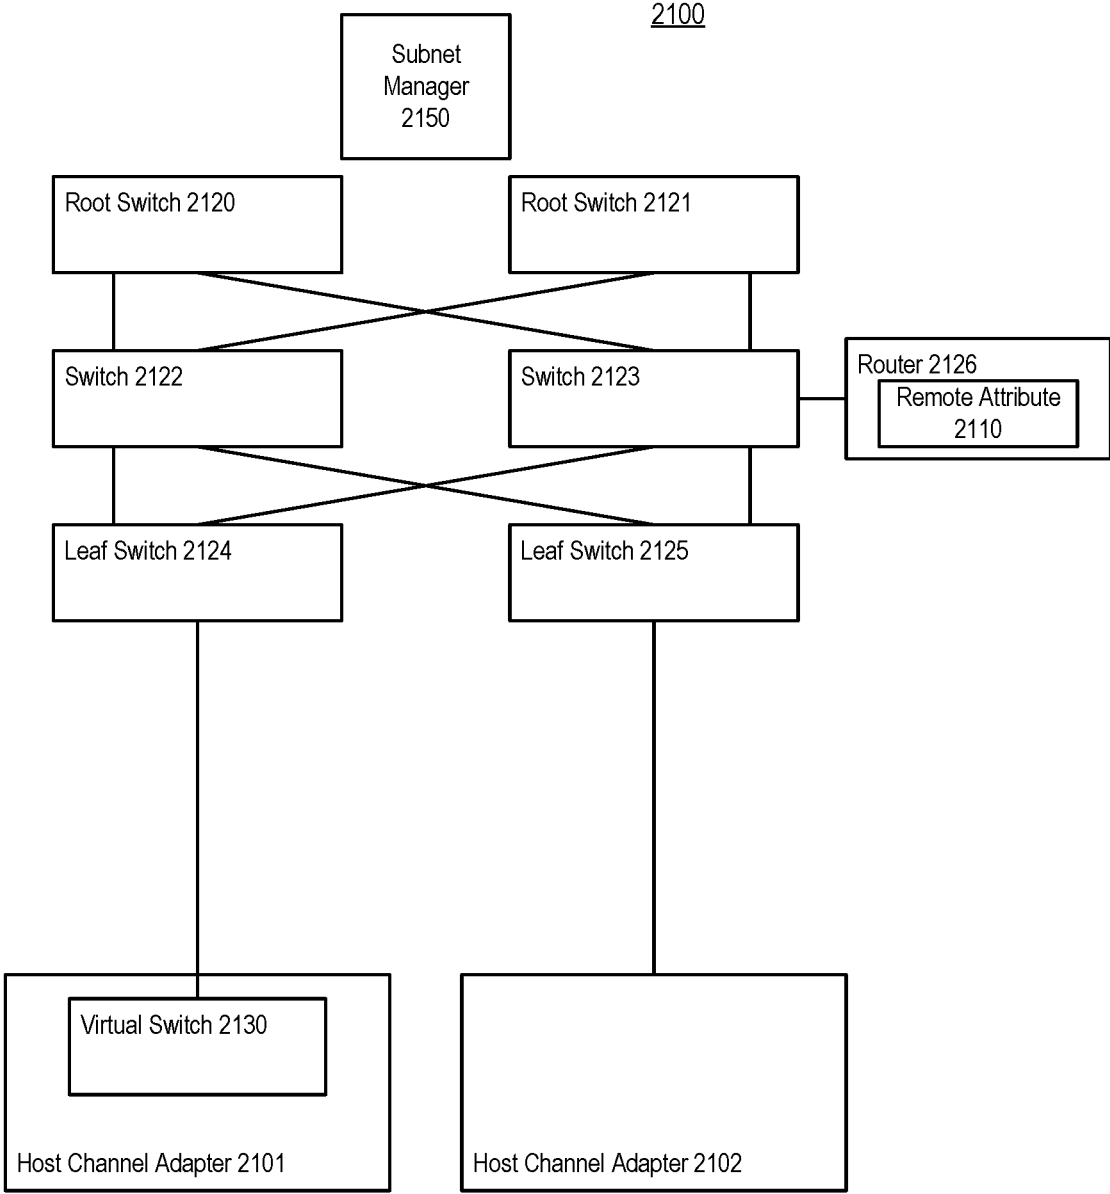 2100
Subnet
Manager
2150
Root Switch 2120
Root Switch 2121
Switch 2122
Switch 2123
Router 2126
Remote Attribute
2110
Leaf Switch 2124
Leaf Switch 2125
Virtual Switch 2130
Host Channel Adapter 2101
Host Channel Adapter 2102